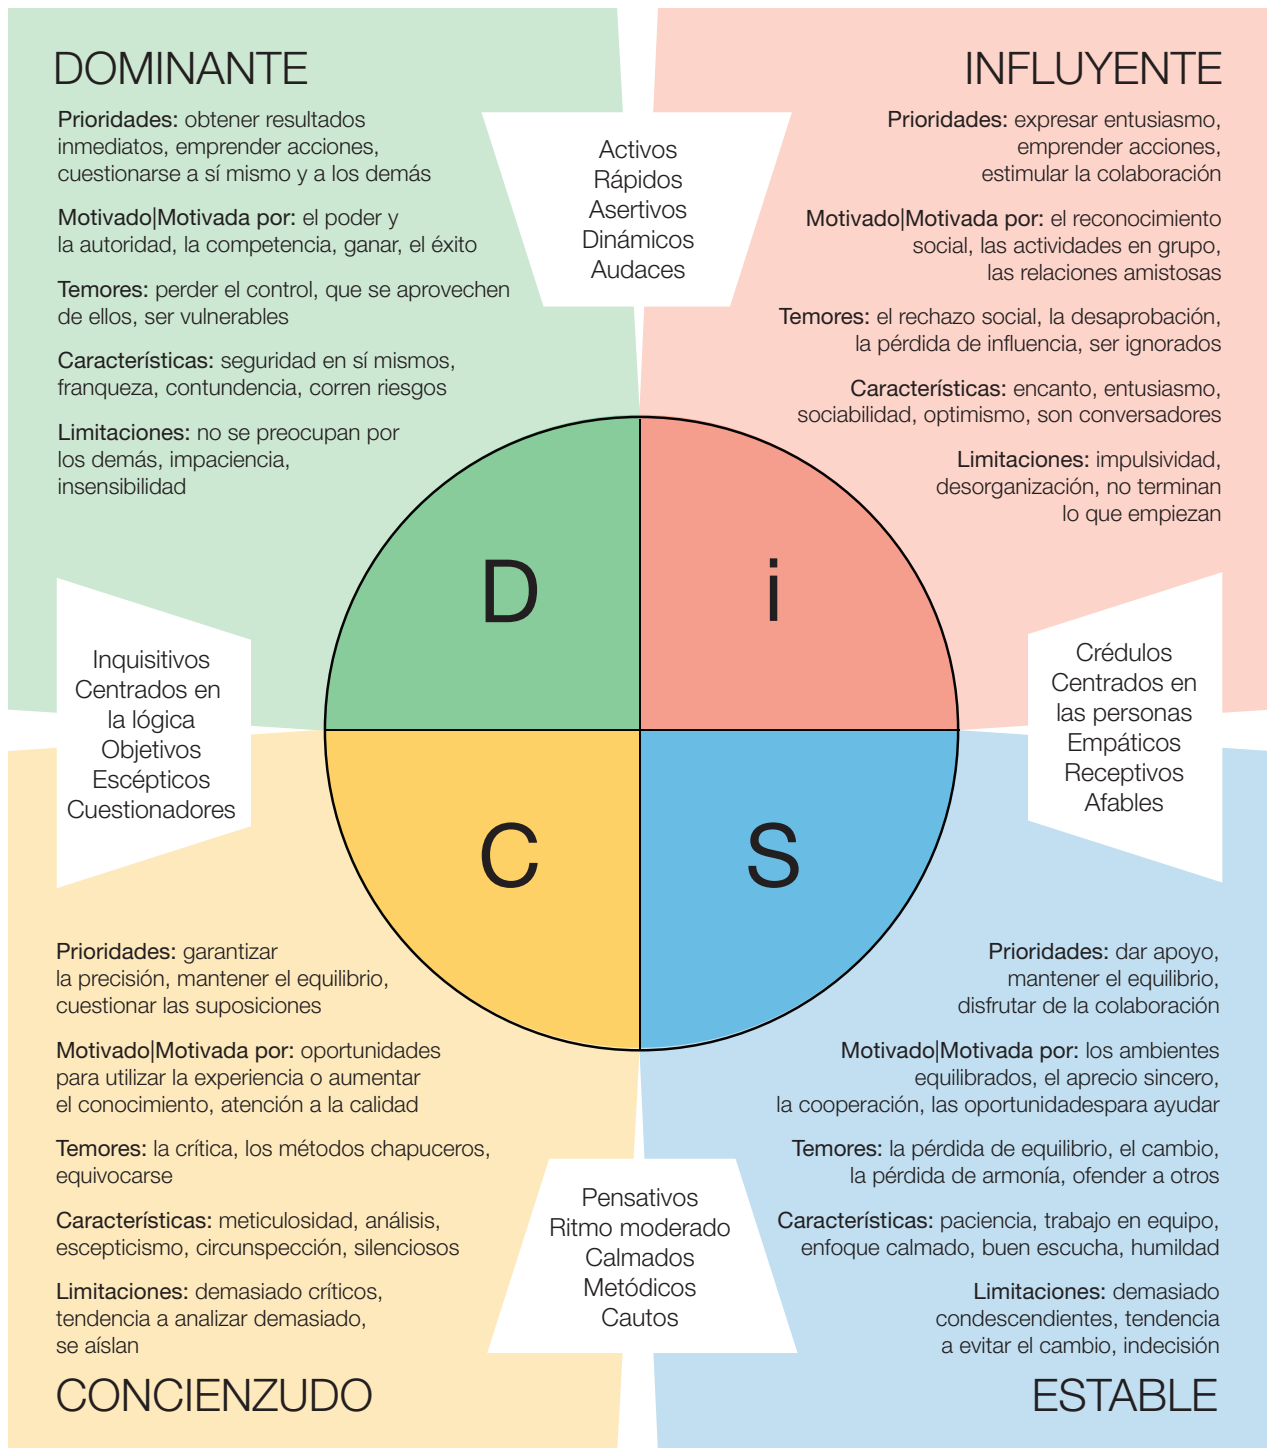 DOMINANTE
Prioridades: obtener resultados
inmediatos, emprender acciones,
cuestionarse a sí mismo y a los demás
Motivado|Motivada por: el poder y
la autoridad, la competencia, ganar, el éxito
Temores: perder el control, que se aprovechen
de ellos, ser vulnerables
Características: seguridad en sí mismos,
franqueza, contundencia, corren riesgos
Limitaciones: no se preocupan por
los demás, impaciencia,
insensibilidad
Activos
Rápidos
Asertivos
Dinámicos
Audaces
INFLUYENTE
Prioridades: expresar entusiasmo,
emprender acciones,
estimular la colaboración
Motivado|Motivada por: el reconocimiento
social, las actividades en grupo,
las relaciones amistosas
Temores: el rechazo social, la desaprobación,
la pérdida de influencia, ser ignorados
Características: encanto, entusiasmo,
sociabilidad, optimismo, son conversadores
Limitaciones: impulsividad,
desorganización, no terminan
lo que empiezan
D
i
Inquisitivos
Centrados en
la lógica
Objetivos
Escépticos
Cuestionadores
Crédulos
Centrados en
las personas
Empáticos
Receptivos
Afables
C
S
Prioridades: garantizar
la precisión, mantener el equilibrio,
cuestionar las suposiciones
Motivado|Motivada por: oportunidades
para utilizar la experiencia o aumentar
el conocimiento, atención a la calidad
Temores: la crítica, los métodos chapuceros,
equivocarse
Características: meticulosidad, análisis,
escepticismo, circunspección, silenciosos
Limitaciones: demasiado críticos,
tendencia a analizar demasiado,
se aíslan
CONCIENZUDO
Pensativos
Ritmo moderado
Calmados
Metódicos
Cautos
Prioridades: dar apoyo,
mantener el equilibrio,
disfrutar de la colaboración
Motivado|Motivada por: los ambientes
equilibrados, el aprecio sincero,
la cooperación, las oportunidadespara ayudar
Temores: la pérdida de equilibrio, el cambio,
la pérdida de armonía, ofender a otros
Características: paciencia, trabajo en equipo,
enfoque calmado, buen escucha, humildad
Limitaciones: demasiado
condescendientes, tendencia
a evitar el cambio, indecisión
ESTABLE